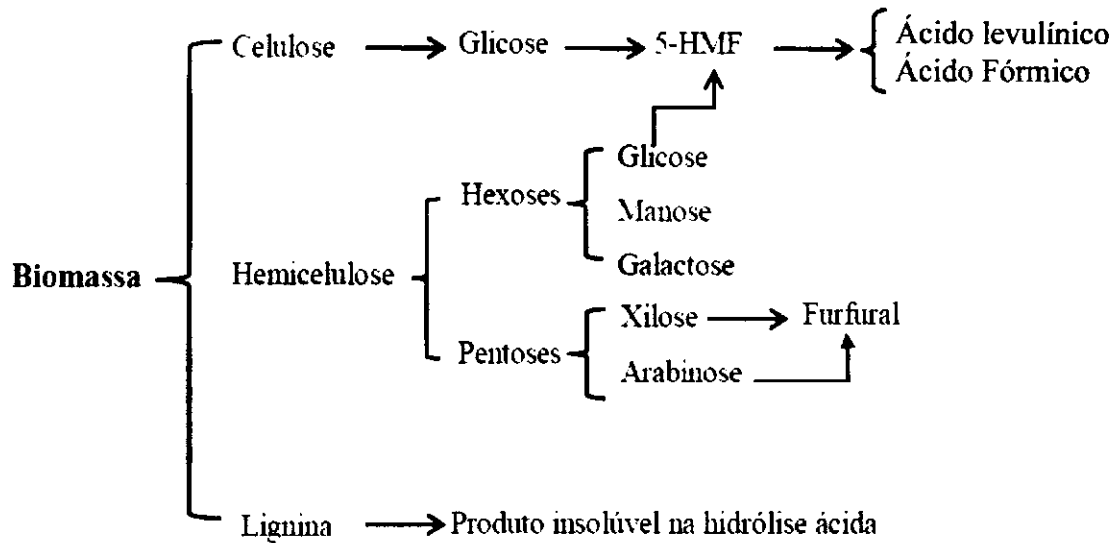 Celulose
Glicose
5-HMF
Ácido levulínico
Ácido Fórmico
Glicose
Hexoses
Manose
Galactose
Biomassa
Hemicelulose
Xilose
Furfural
Pentoses
Arabinose
Lignina
Produto insolúvel na hidrólise ácida